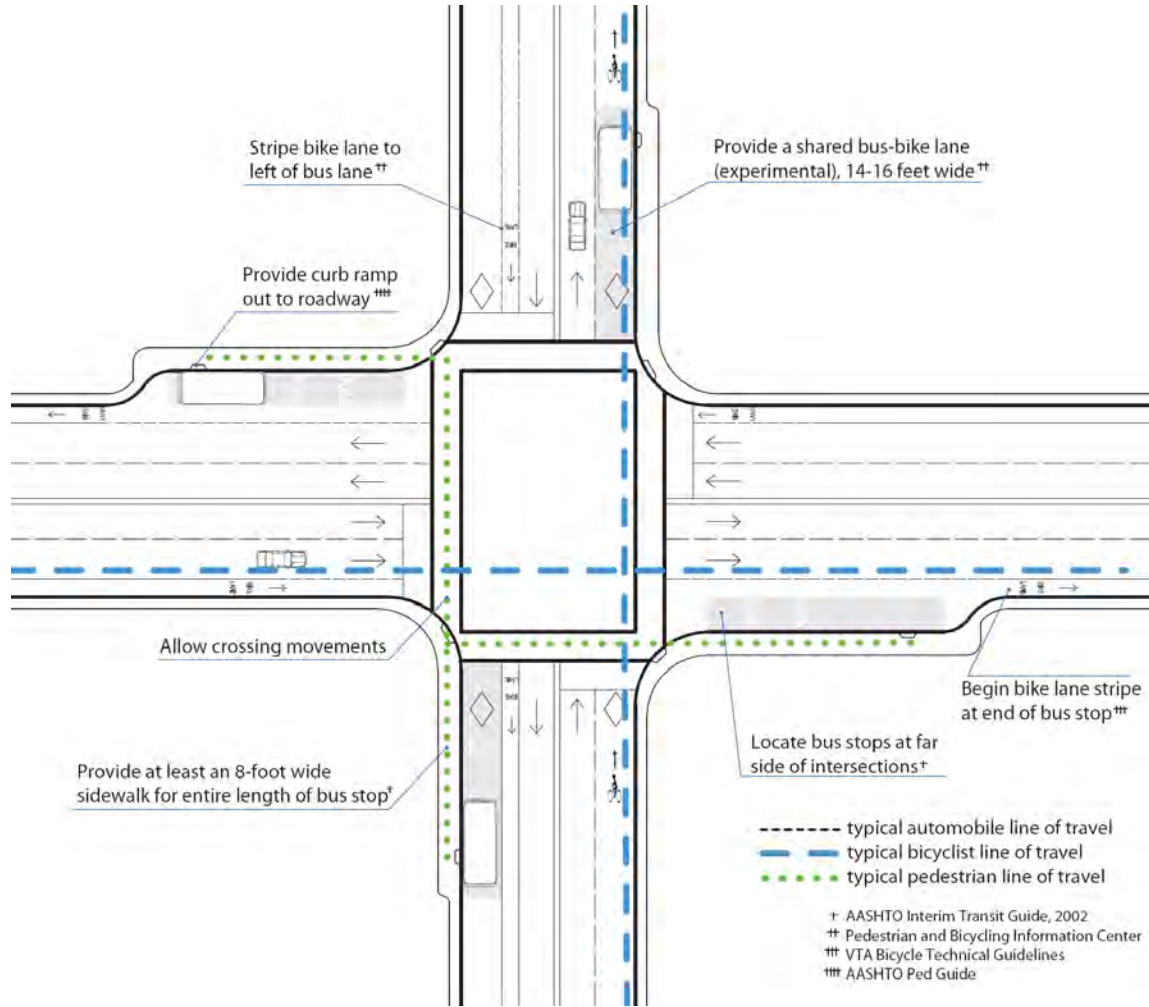 Stripe bike lane to
left of bus lane††
Provide a shared bus-bike lane
(experimental), 14-16 feet wide††
Provide curb ramp
out to roadway††††
Allow crossing movements
Begin bike lane stripe
at end of bus stop†††
Locate bus stops at far
side of intersections†
Provide at least an 8-foot wide
sidewalk for entire length of bus stop†
typical automobile line of travel
typical bicyclist line of travel
typical pedestrian line of travel
† AASHTO Interim Transit Guide, 2002
†† Pedestrian and Bicycling Information Center
††† VTA Bicycle Technical Guidelines
†††† AASHTO Ped Guide